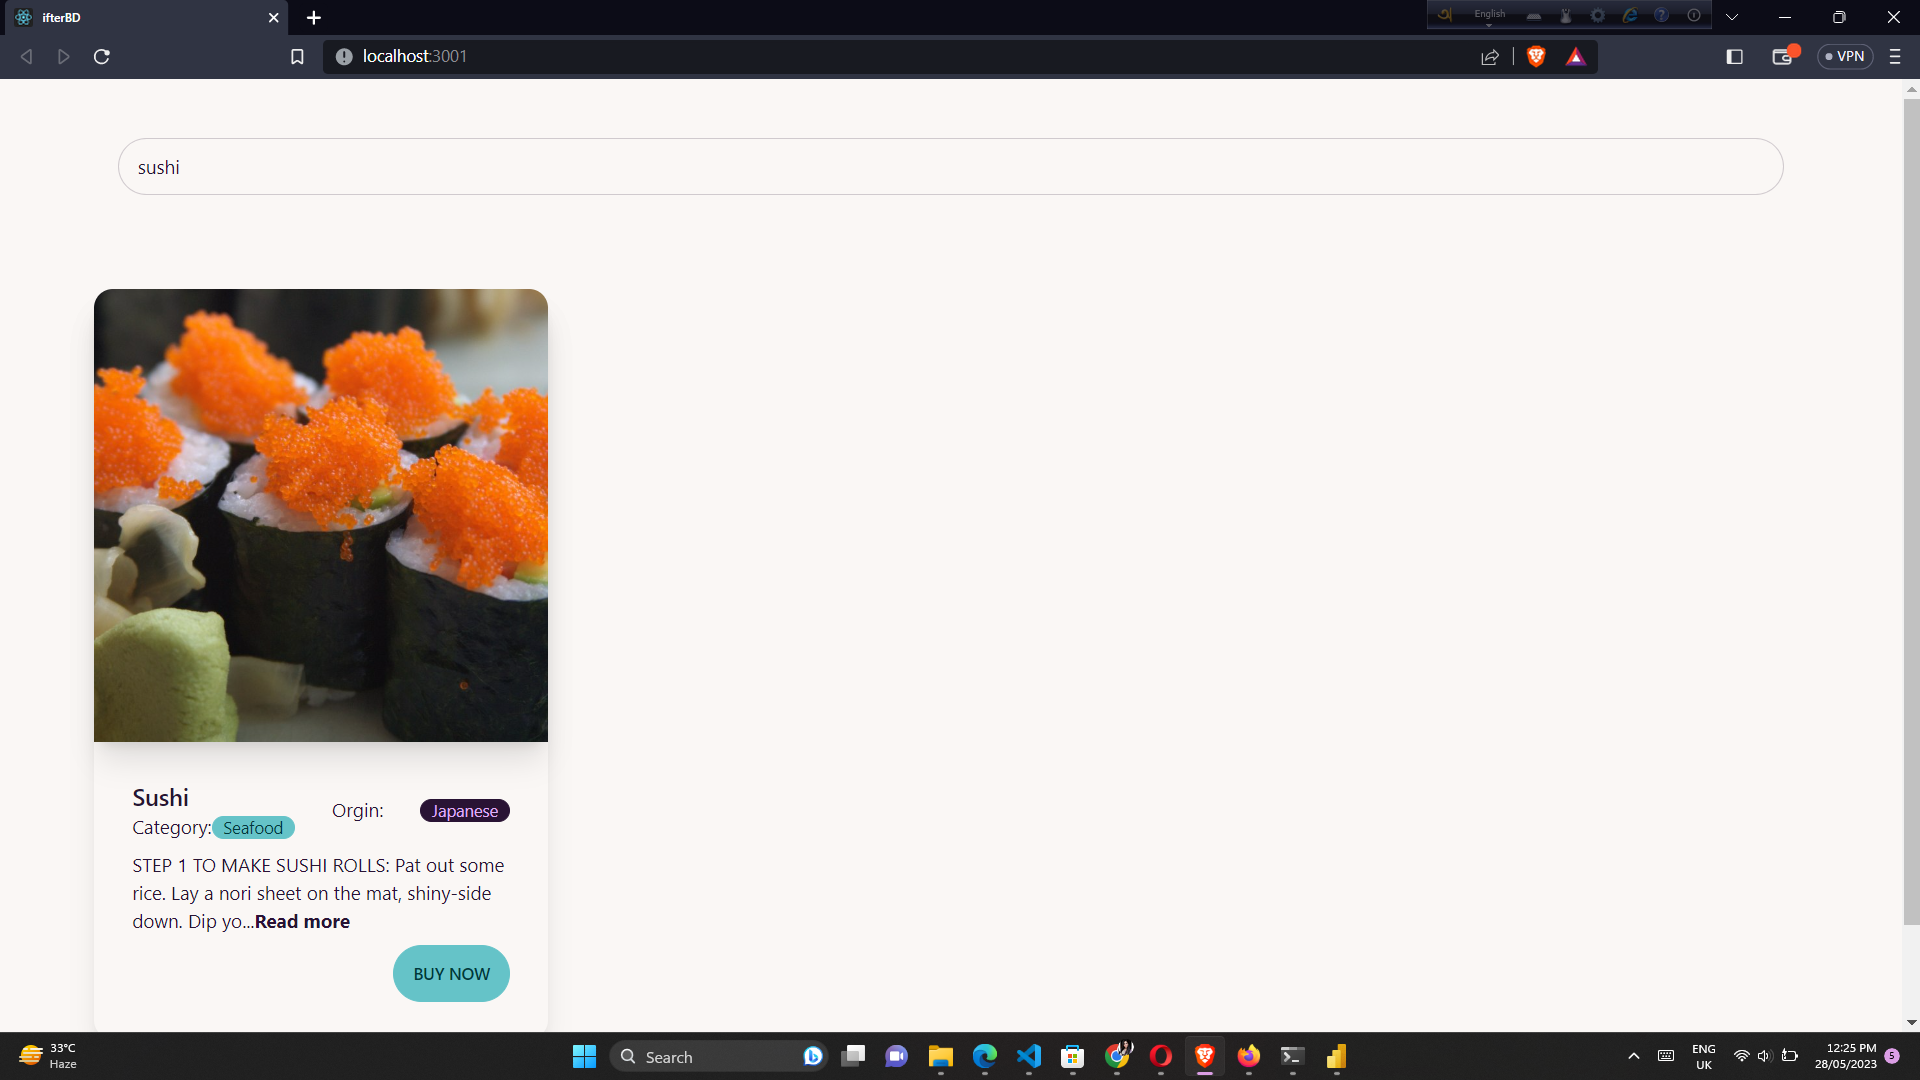 ifterBD
English
localhost:3001
VPN
sushi
Sushi
Orgin:
Japanese
Category:
Seafood
STEP 1 TO MAKE SUSHI ROLLS: Pat out some
rice. Lay a nori sheet on the mat, shiny-side
down. Dip yo...Read more
BUY NOW
33°C
Haze
Search
ENG
UK
12:25 PM
28/05/2023
5